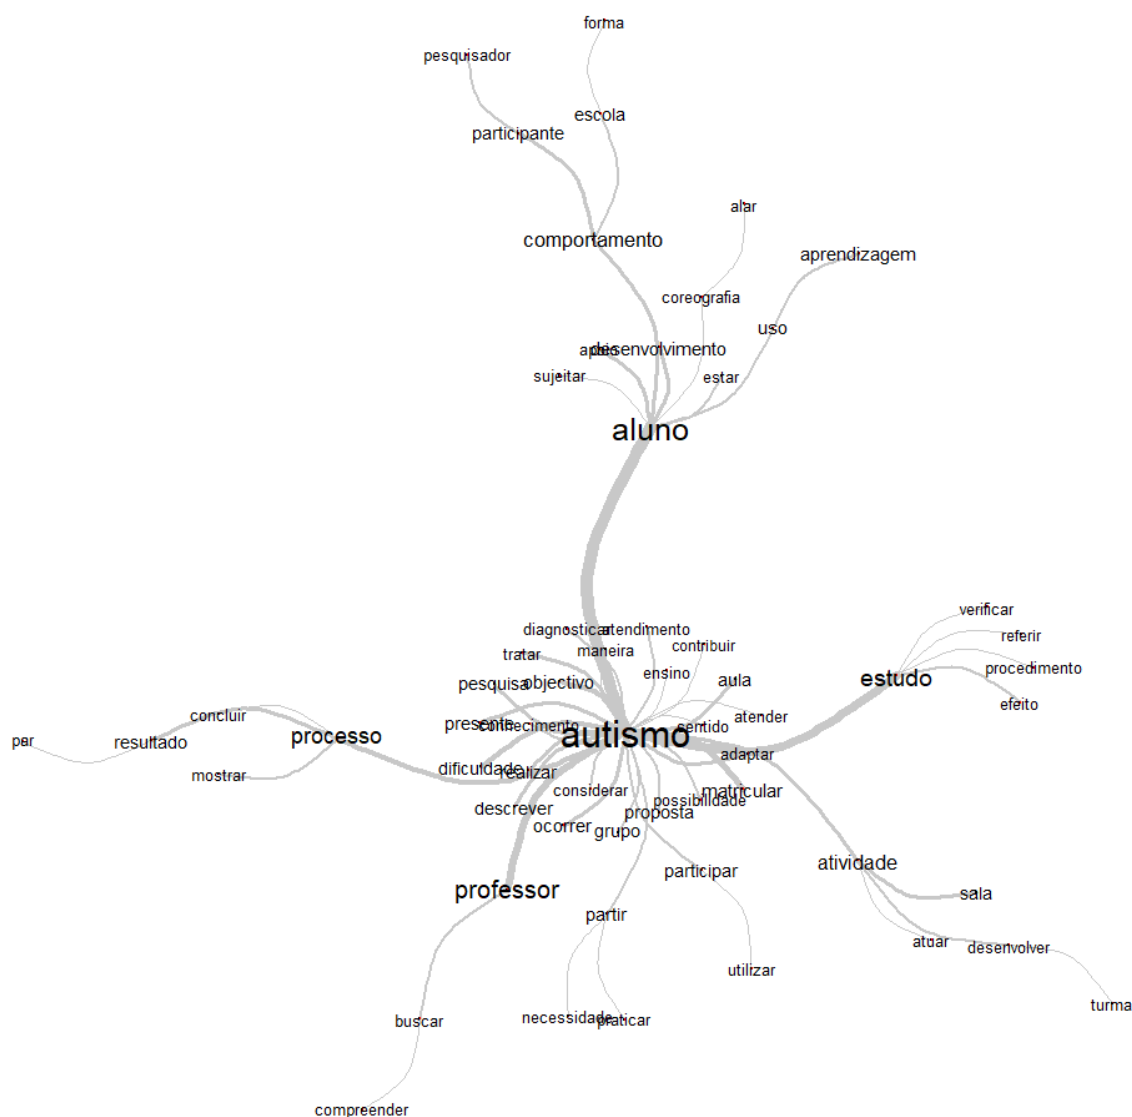 forma
pesquisador
escola
participante
alar
comportamento
aprendizagem
coreografia
uso
desenvolvimento
sujeitar
estar
aluno
verificar
diagnosticar
atendimento
referir
contribuir
maneira
tratar
procedimento
ensino
estudo
aula
pesquisa
objectivo
efeito
concluir
atender
presente
conhecimento
sentido
autismo
processo
resultado
par
adaptar
dificuldade
realizar
mostrar
considerar
matricular
possibilidade
descrever
proposta
ocorrer
grupo
atividade
participar
professor
sala
partir
atuar
desenvolver
utilizar
turma
necessidade
praticar
buscar
compreender